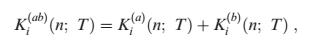 K_i^{(ab)}(n; T) = K_i^{(a)}(n; T) + K_i^{(b)}(n; T) ,